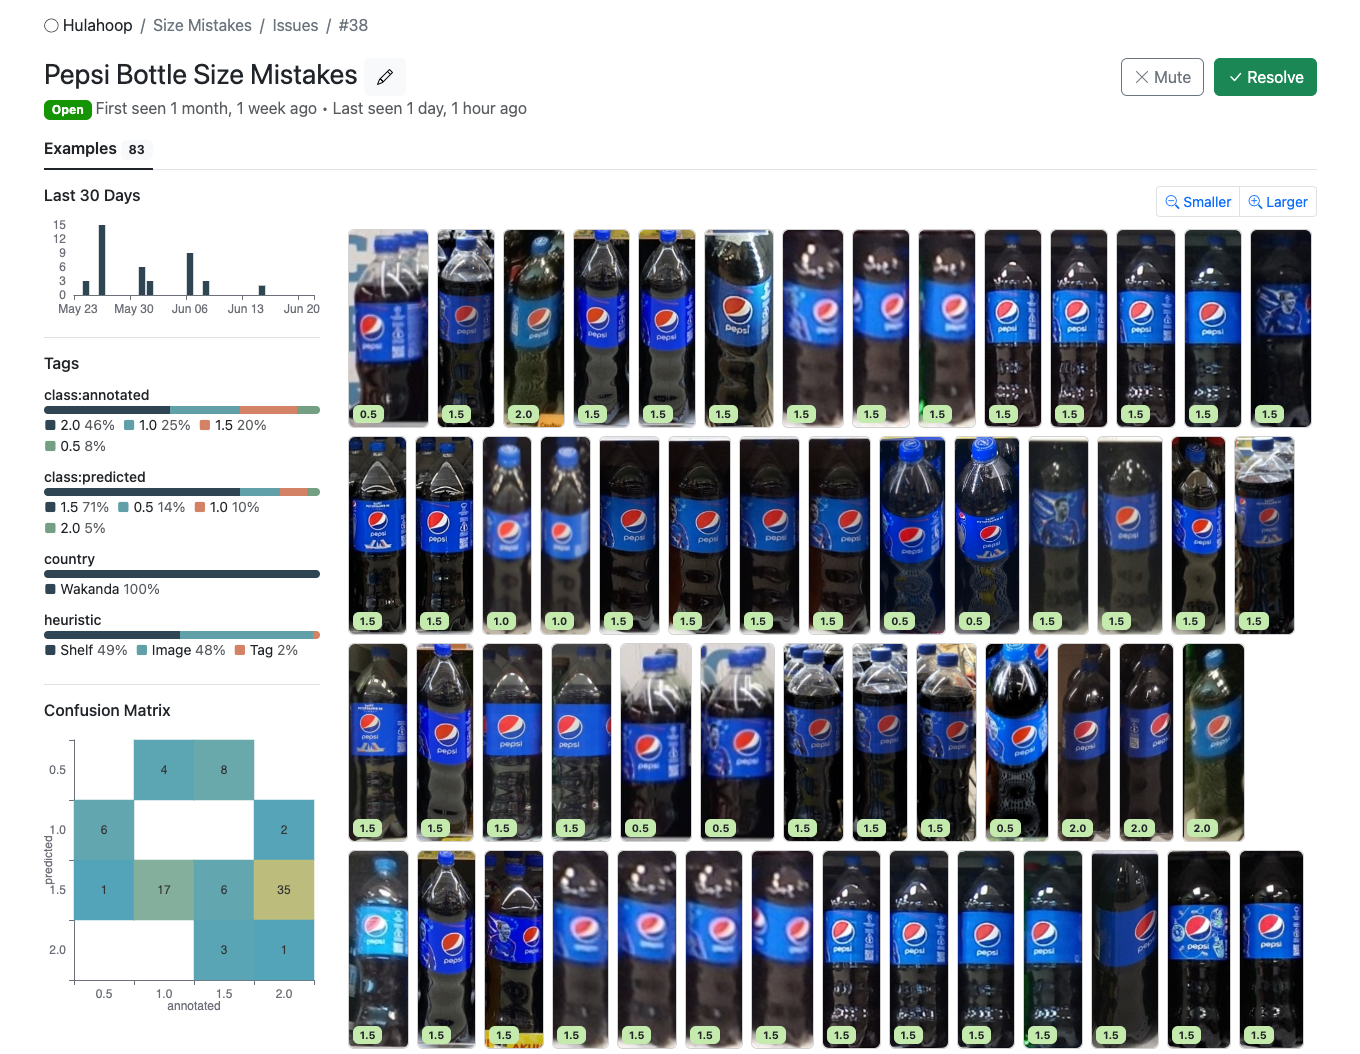 Hulahoop / Size Mistakes / Issues / #38
Pepsi Bottle Size Mistakes
Mute
Resolve
Open First seen 1 month, 1 week ago • Last seen 1 day, 1 hour ago
Examples 83
Last 30 Days
Smaller
Larger
15
12
9
6
3
0
May 23 May 30 Jun 06 Jun 13 Jun 20
Tags
class:annotated
2.0 46% 1.0 25% 1.5 20%
0.5 8%
class:predicted
1.5 71% 0.5 14% 1.0 10%
2.0 5%
country
Wakanda 100%
heuristic
Shelf 49% Image 48% Tag 2%
Confusion Matrix
0.5 4 8
1.0 6 2
predicted
1.5 1 17 6 35
2.0 3 1
0.5 1.0 1.5 2.0
annotated
0.5 1.5 2.0 1.5 1.5 1.5 1.5 1.5 1.5 1.5 1.5 1.5 1.5 1.5
1.5 1.5 1.0 1.0 1.5 1.5 1.5 1.5 0.5 0.5 1.5 1.5 1.5 1.5
1.5 1.5 1.5 1.5 0.5 0.5 1.5 1.5 1.5 0.5 2.0 2.0 2.0
1.5 1.5 1.5 1.5 1.5 1.5 1.5 1.5 1.5 1.5 1.5 1.5 1.5 1.5